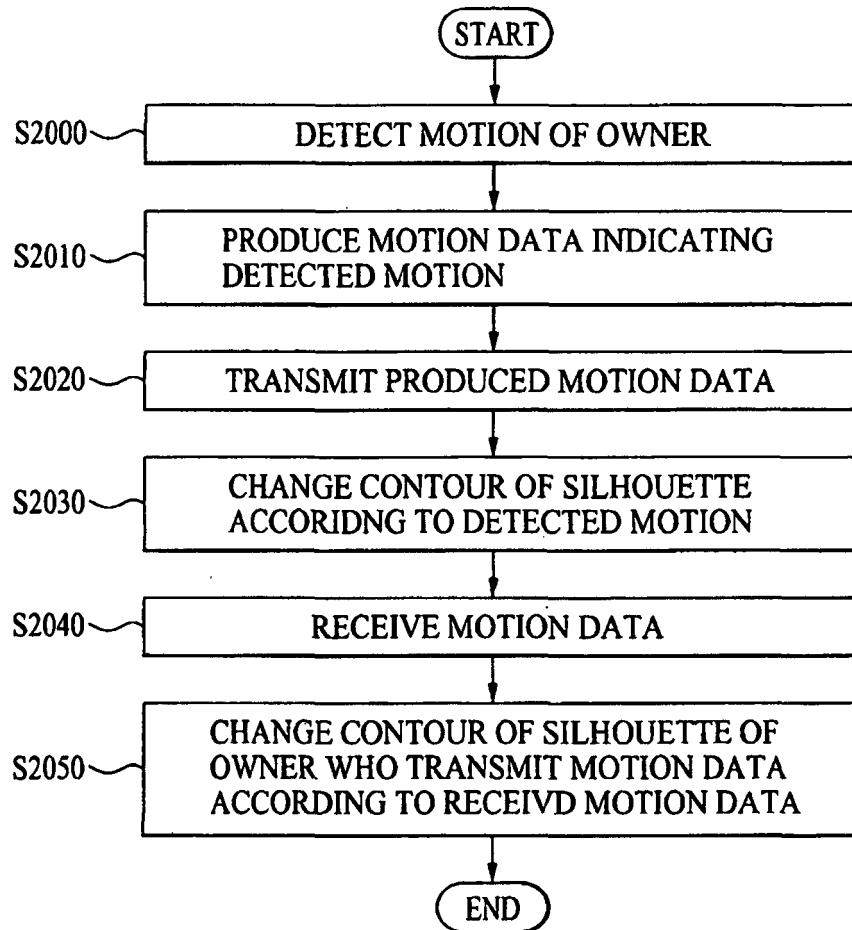 START
S2000
DETECT MOTION OF OWNER
S2010
PRODUCE MOTION DATA INDICATING
DETECTED MOTION
S2020
TRANSMIT PRODUCED MOTION DATA
S2030
CHANGE CONTOUR OF SILHOUETTE
ACCORIDNG TO DETECTED MOTION
S2040
RECEIVE MOTION DATA
S2050
CHANGE CONTOUR OF SILHOUETTE OF
OWNER WHO TRANSMIT MOTION DATA
ACCORDING TO RECEIVD MOTION DATA
END